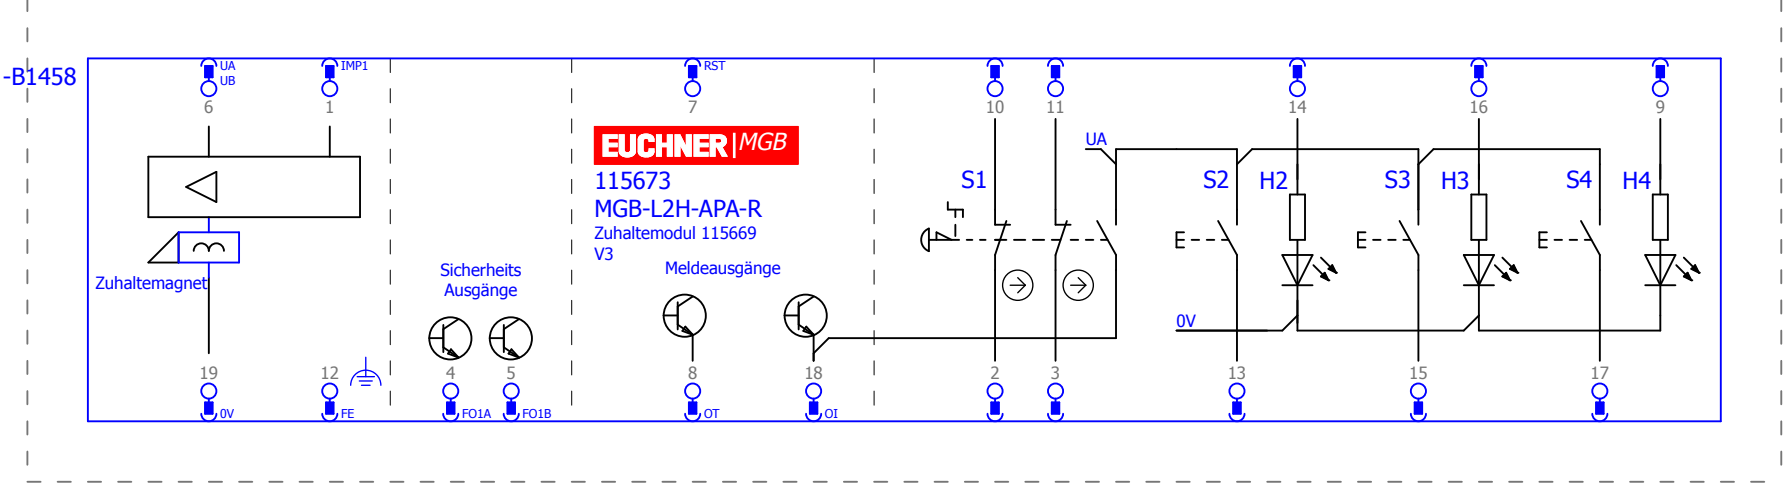 -B1458
UA
UB
6
IMP1
1
RST
7
10
11
14
16
9
EUCHNER MGB
115673
MGB-L2H-APA-R
Zuhaltemodul 115669
V3
Meldeausgänge
UA
S1
S2
H2
S3
H3
S4
H4
Zuhaltemagnet
Sicherheits
Ausgänge
0V
19
0V
12
FE
4
FO1A
5
FO1B
8
OT
18
OI
2
3
13
15
17